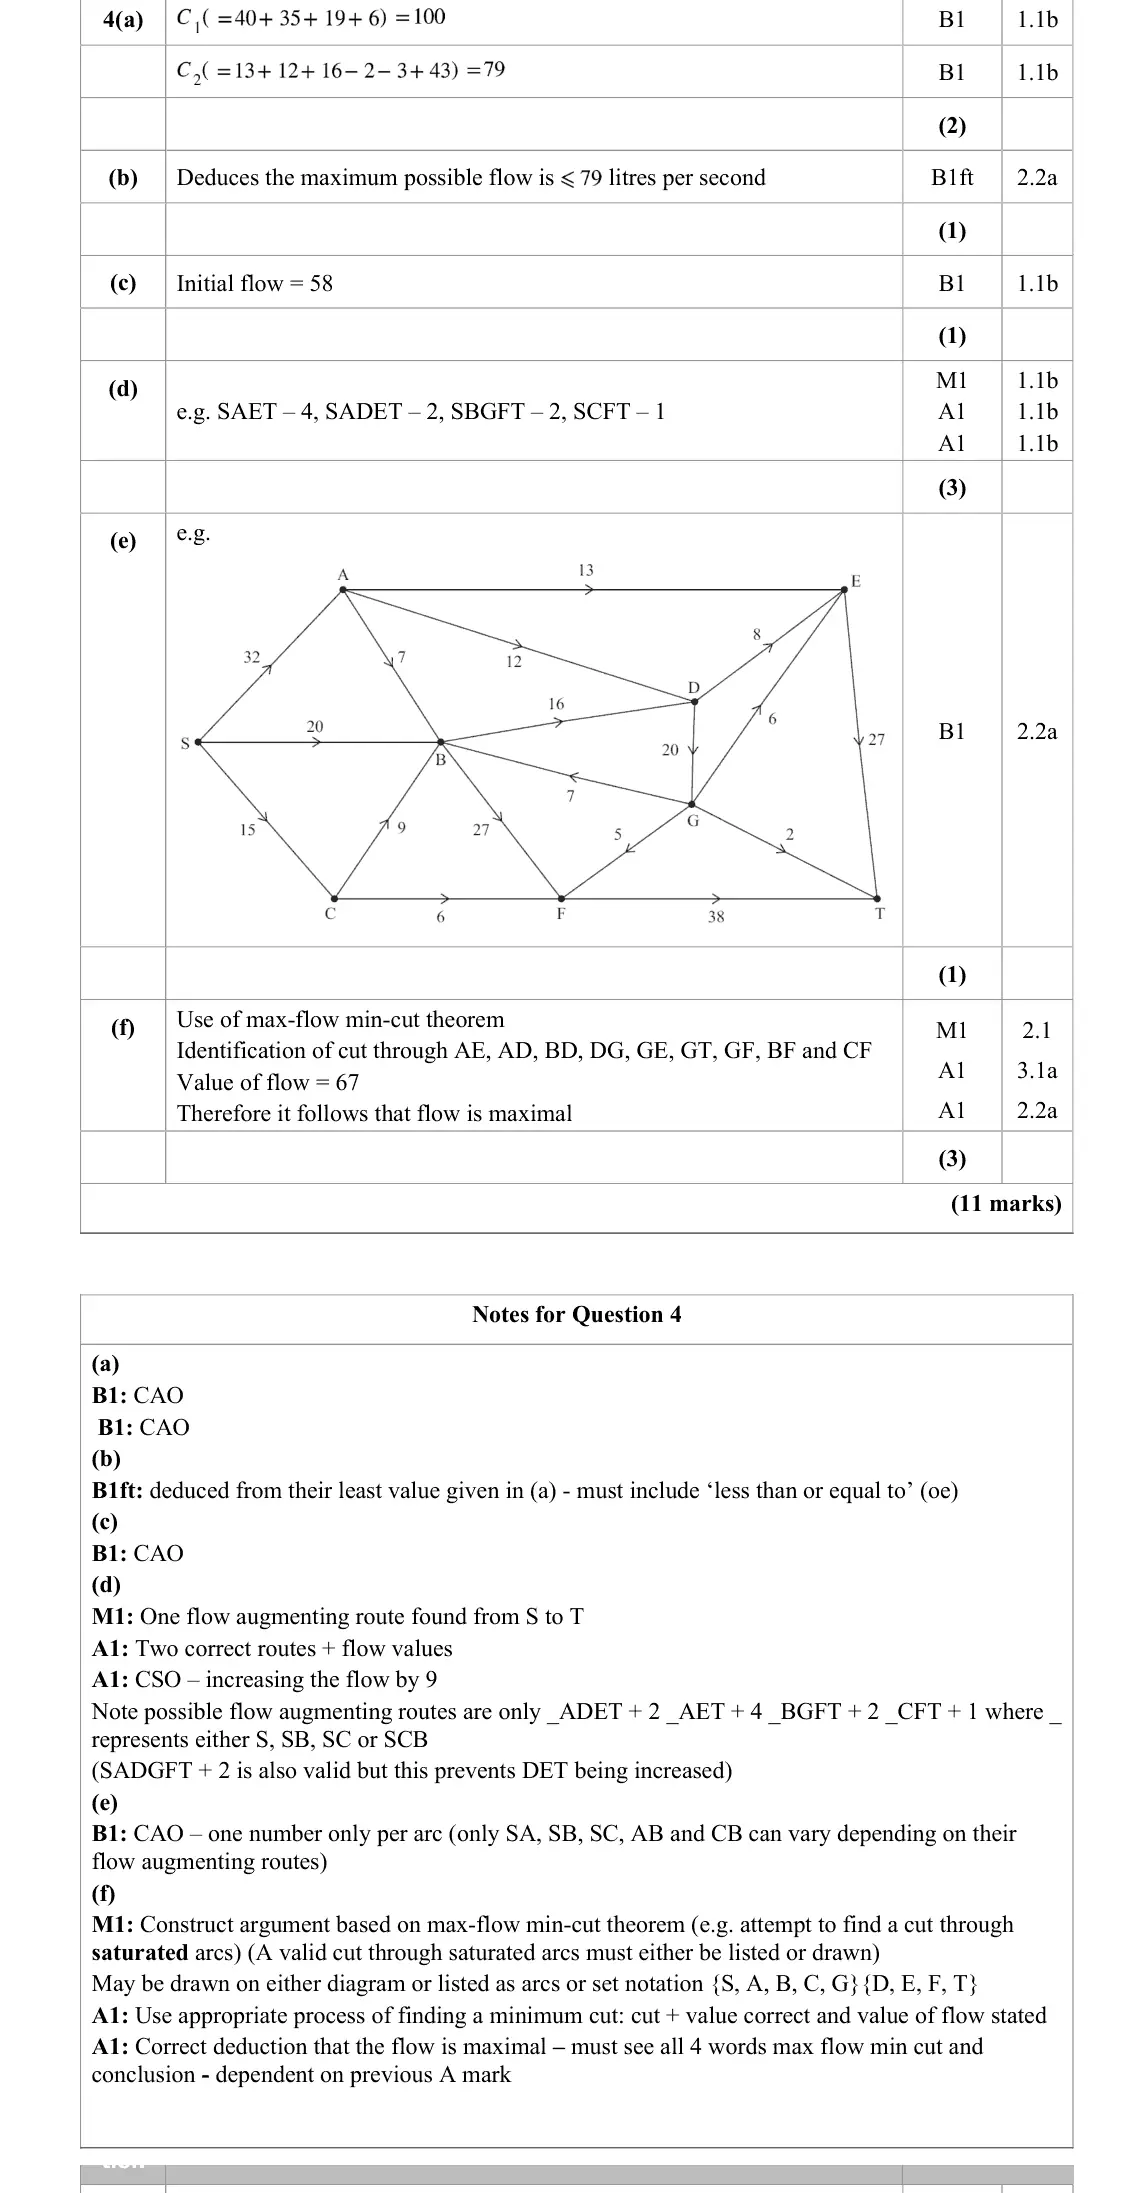 4(a) C₁( =40+ 35+ 19+ 6) =100 B1 1.1b
C₂( =13+ 12+ 16− 2− 3+ 43) =79 B1 1.1b
(2)
(b) Deduces the maximum possible flow is ⩽ 79 litres per second B1ft 2.2a
(1)
(c) Initial flow = 58 B1 1.1b
(1)
(d) M1 1.1b
e.g. SAET – 4, SADET – 2, SBGFT – 2, SCFT – 1 A1 1.1b
A1 1.1b
(3)
(e) e.g.
13
A E
8
32 7 12
D
16
20 6
S B 20 27 B1 2.2a
7
G
15 9 27 5 2
C 6 F 38 T
(1)
(f) Use of max-flow min-cut theorem M1 2.1
Identification of cut through AE, AD, BD, DG, GE, GT, GF, BF and CF
Value of flow = 67 A1 3.1a
Therefore it follows that flow is maximal A1 2.2a
(3)
(11 marks)
Notes for Question 4
(a)
B1: CAO
B1: CAO
(b)
B1ft: deduced from their least value given in (a) - must include ‘less than or equal to’ (oe)
(c)
B1: CAO
(d)
M1: One flow augmenting route found from S to T
A1: Two correct routes + flow values
A1: CSO – increasing the flow by 9
Note possible flow augmenting routes are only _ADET + 2 _AET + 4 _BGFT + 2 _CFT + 1 where _
represents either S, SB, SC or SCB
(SADGFT + 2 is also valid but this prevents DET being increased)
(e)
B1: CAO – one number only per arc (only SA, SB, SC, AB and CB can vary depending on their
flow augmenting routes)
(f)
M1: Construct argument based on max-flow min-cut theorem (e.g. attempt to find a cut through
saturated arcs) (A valid cut through saturated arcs must either be listed or drawn)
May be drawn on either diagram or listed as arcs or set notation {S, A, B, C, G}{D, E, F, T}
A1: Use appropriate process of finding a minimum cut: cut + value correct and value of flow stated
A1: Correct deduction that the flow is maximal – must see all 4 words max flow min cut and
conclusion - dependent on previous A mark